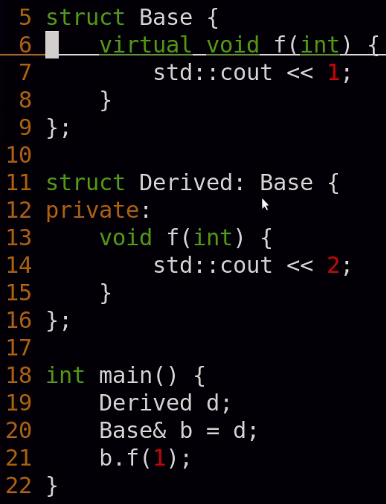 5 struct Base {
6     virtual void f(int) {
7         std::cout << 1;
8     }
9 };
10
11 struct Derived: Base {
12 private:
13     void f(int) {
14         std::cout << 2;
15     }
16 };
17
18 int main() {
19     Derived d;
20     Base& b = d;
21     b.f(1);
22 }